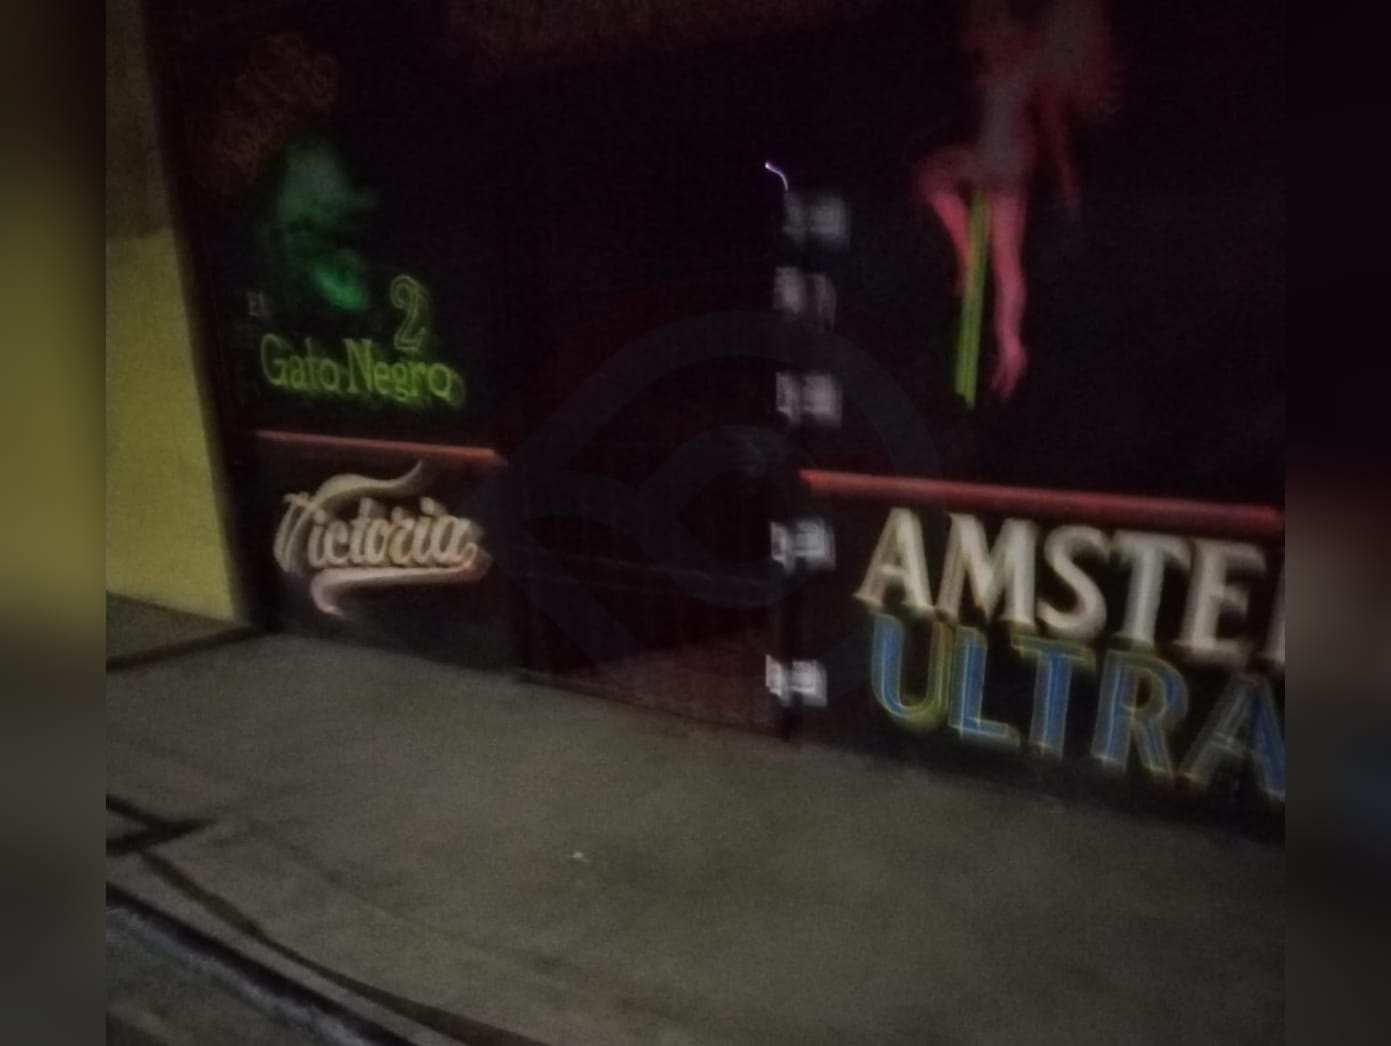 El
2
Gato Negro
Victoria
AMSTE
ULTRA